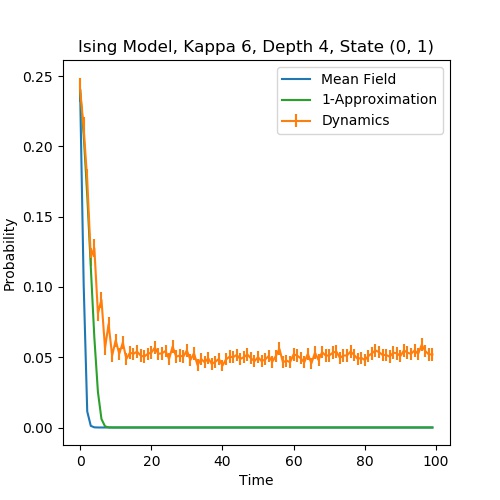 Ising Model, Kappa 6, Depth 4, State (0, 1)
Mean Field
1-Approximation
Dynamics
Probability
0.25
0.20
0.15
0.10
0.05
0.00
0 20 40 60 80 100
Time